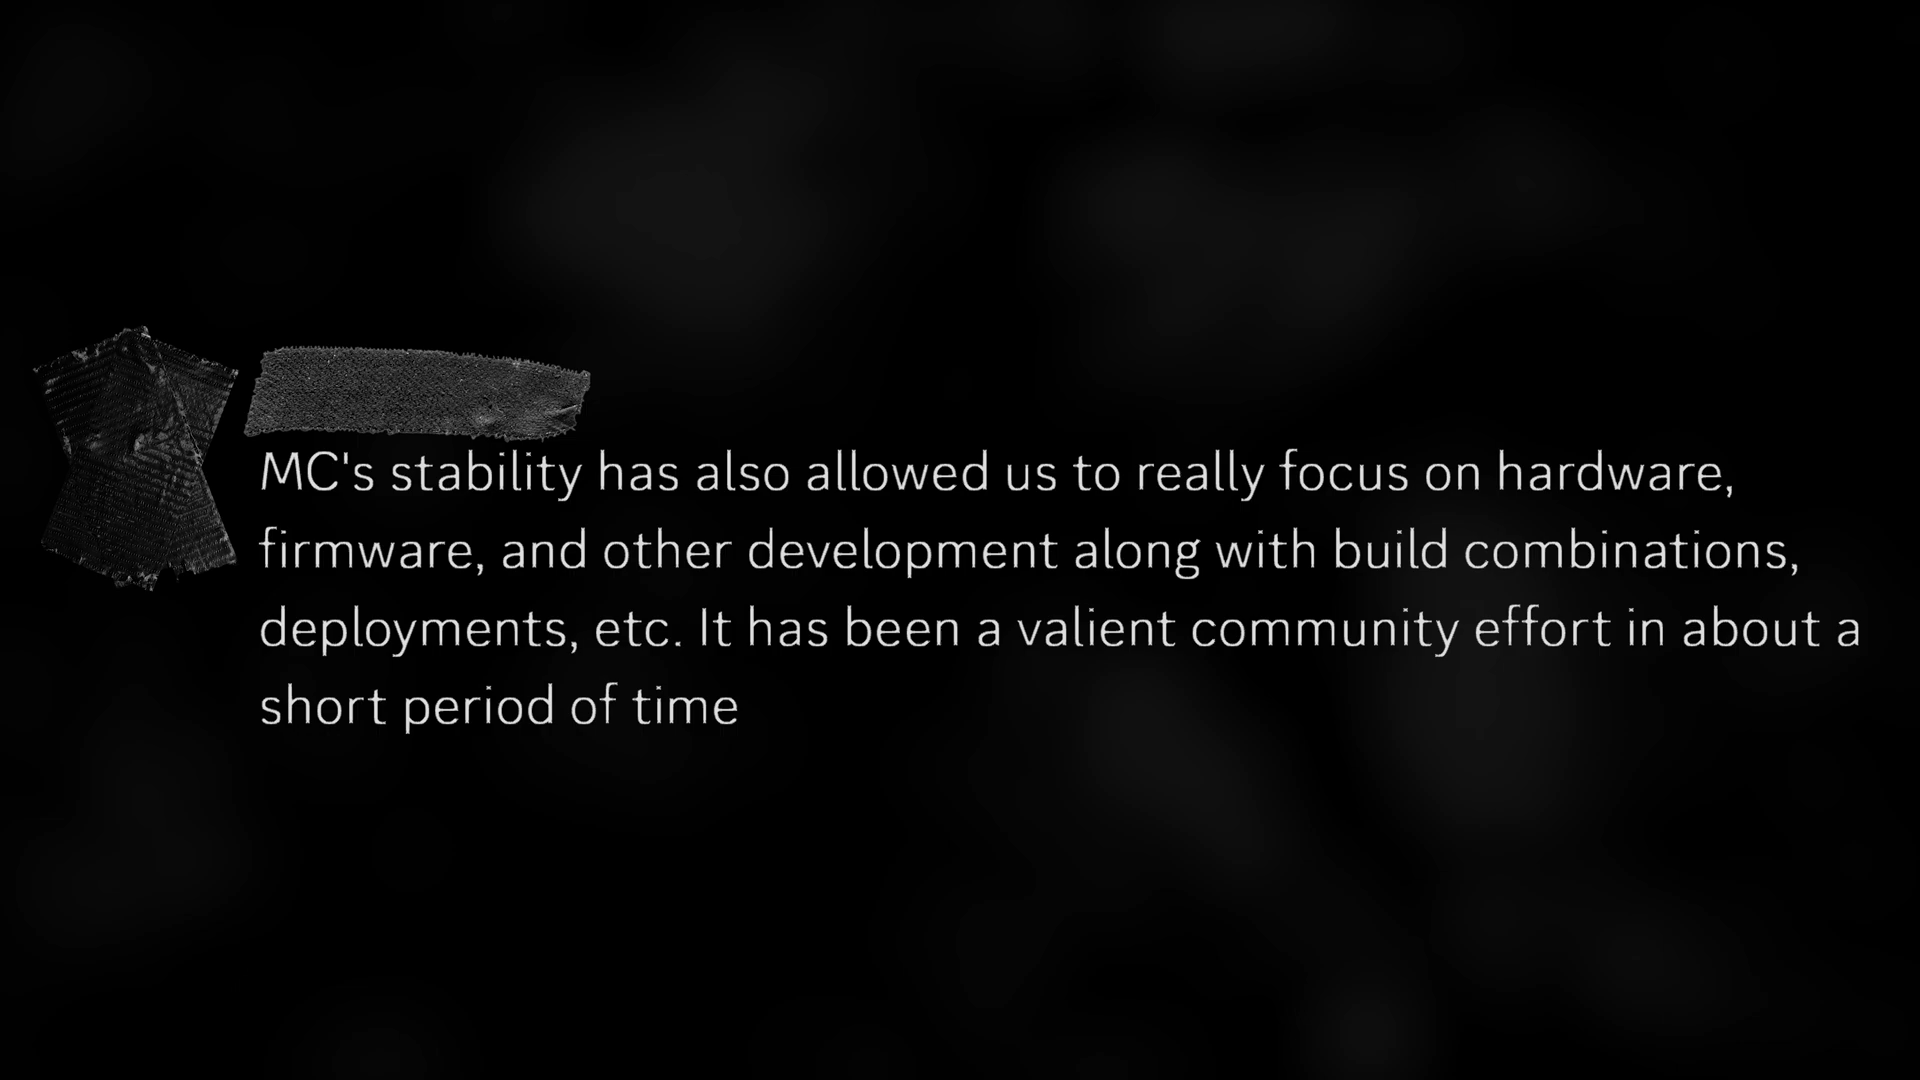 MC's stability has also allowed us to really focus on hardware,
firmware, and other development along with build combinations,
deployments, etc. It has been a valient community effort in about a
short period of time